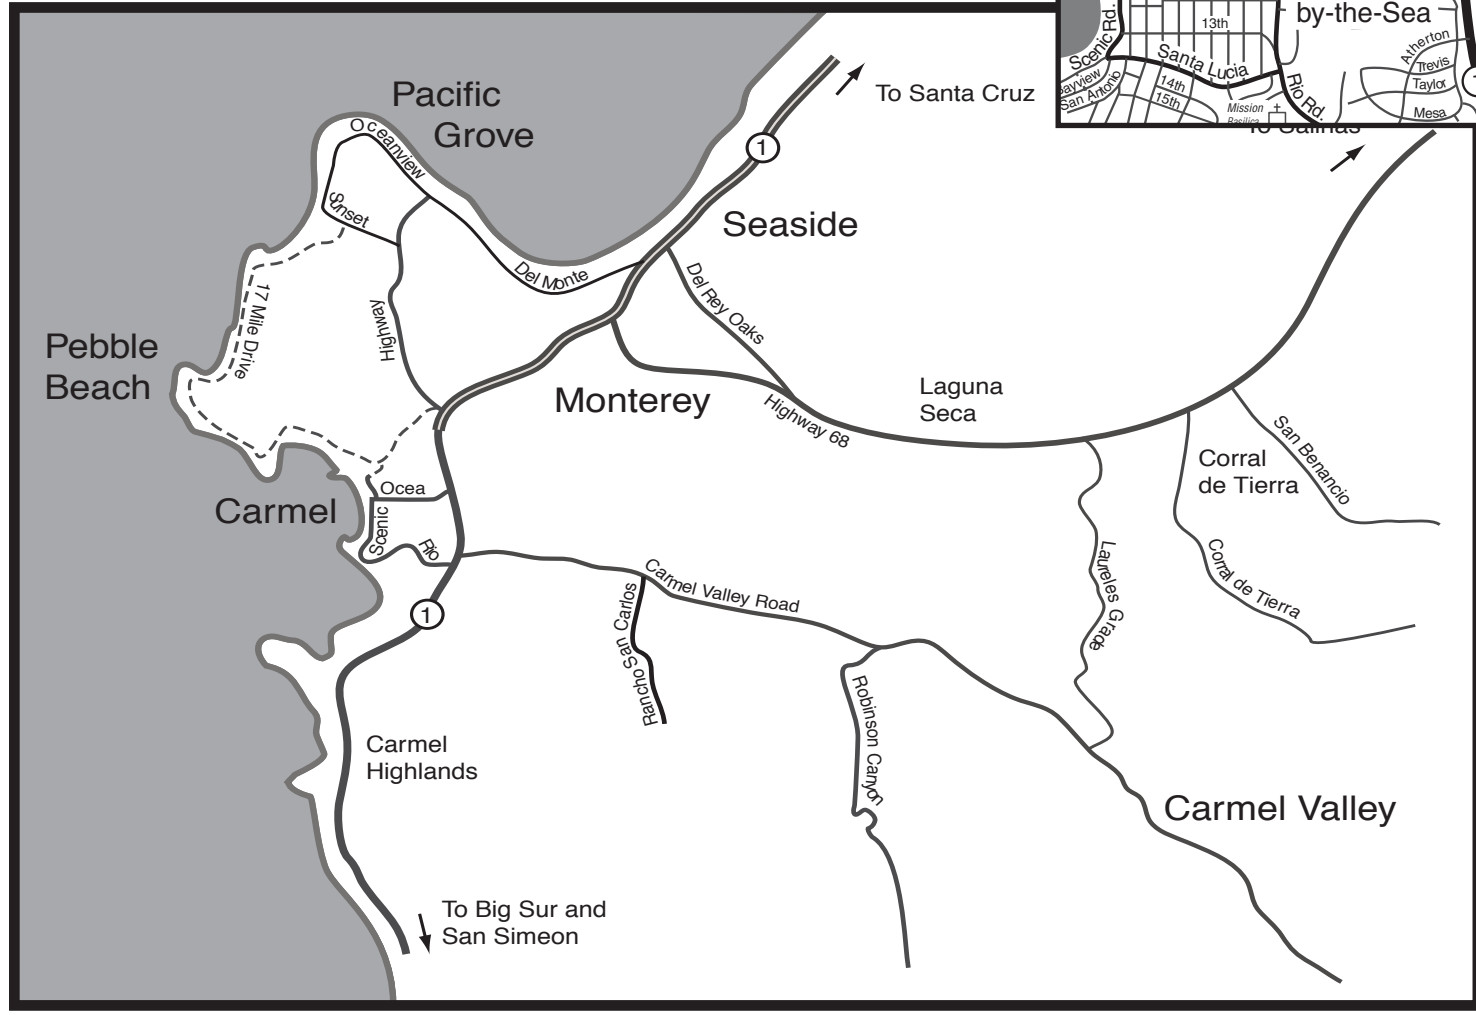 by-the-Sea
13th
Scenic Rd.
Santa Lucia
Atherton
Trevis
Taylor
Mesa
San Antonio
14th
15th
Mission
Basilica
Rio Rd.
To Salinas
To Santa Cruz
1
Pacific
Grove
Oceanview
Sunset
Seaside
Del Monte
Del Rey Oaks
17 Mile Drive
Highway
Pebble
Beach
Monterey
Highway 68
Laguna
Seca
Corral
de Tierra
San Benancio
Carmel
Ocea
Scenic
Rio
Carmel Valley Road
Rancho San Carlos
Laureles Grade
Corral de Tierra
1
Robinson Canyon
Carmel
Highlands
Carmel Valley
To Big Sur and
San Simeon